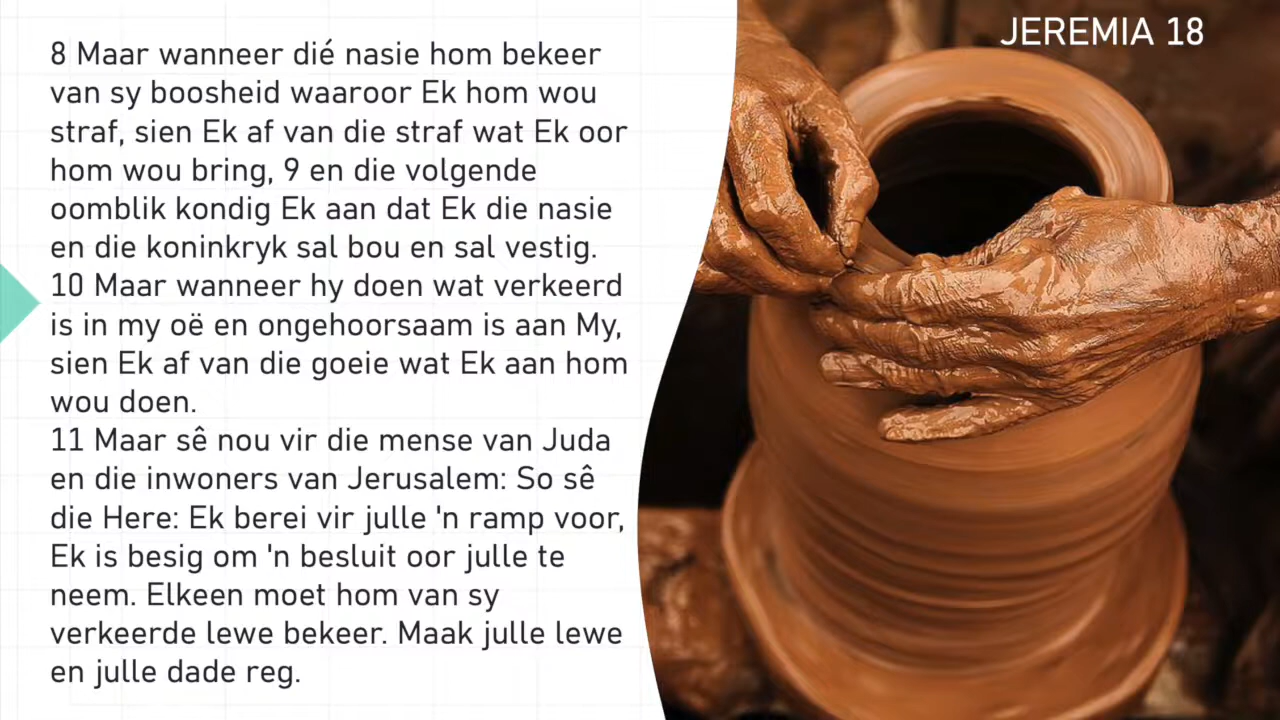 JEREMIA 18
8 Maar wanneer dié nasie hom bekeer
van sy boosheid waaroor Ek hom wou
straf, sien Ek af van die straf wat Ek oor
hom wou bring, 9 en die volgende
oomblik kondig Ek aan dat Ek die nasie
en die koninkryk sal bou en sal vestig.
10 Maar wanneer hy doen wat verkeerd
is in my oë en ongehoorsaam is aan My,
sien Ek af van die goeie wat Ek aan hom
wou doen.
11 Maar sê nou vir die mense van Juda
en die inwoners van Jerusalem: So sê
die Here: Ek berei vir julle 'n ramp voor,
Ek is besig om 'n besluit oor julle te
neem. Elkeen moet hom van sy
verkeerde lewe bekeer. Maak julle lewe
en julle dade reg.